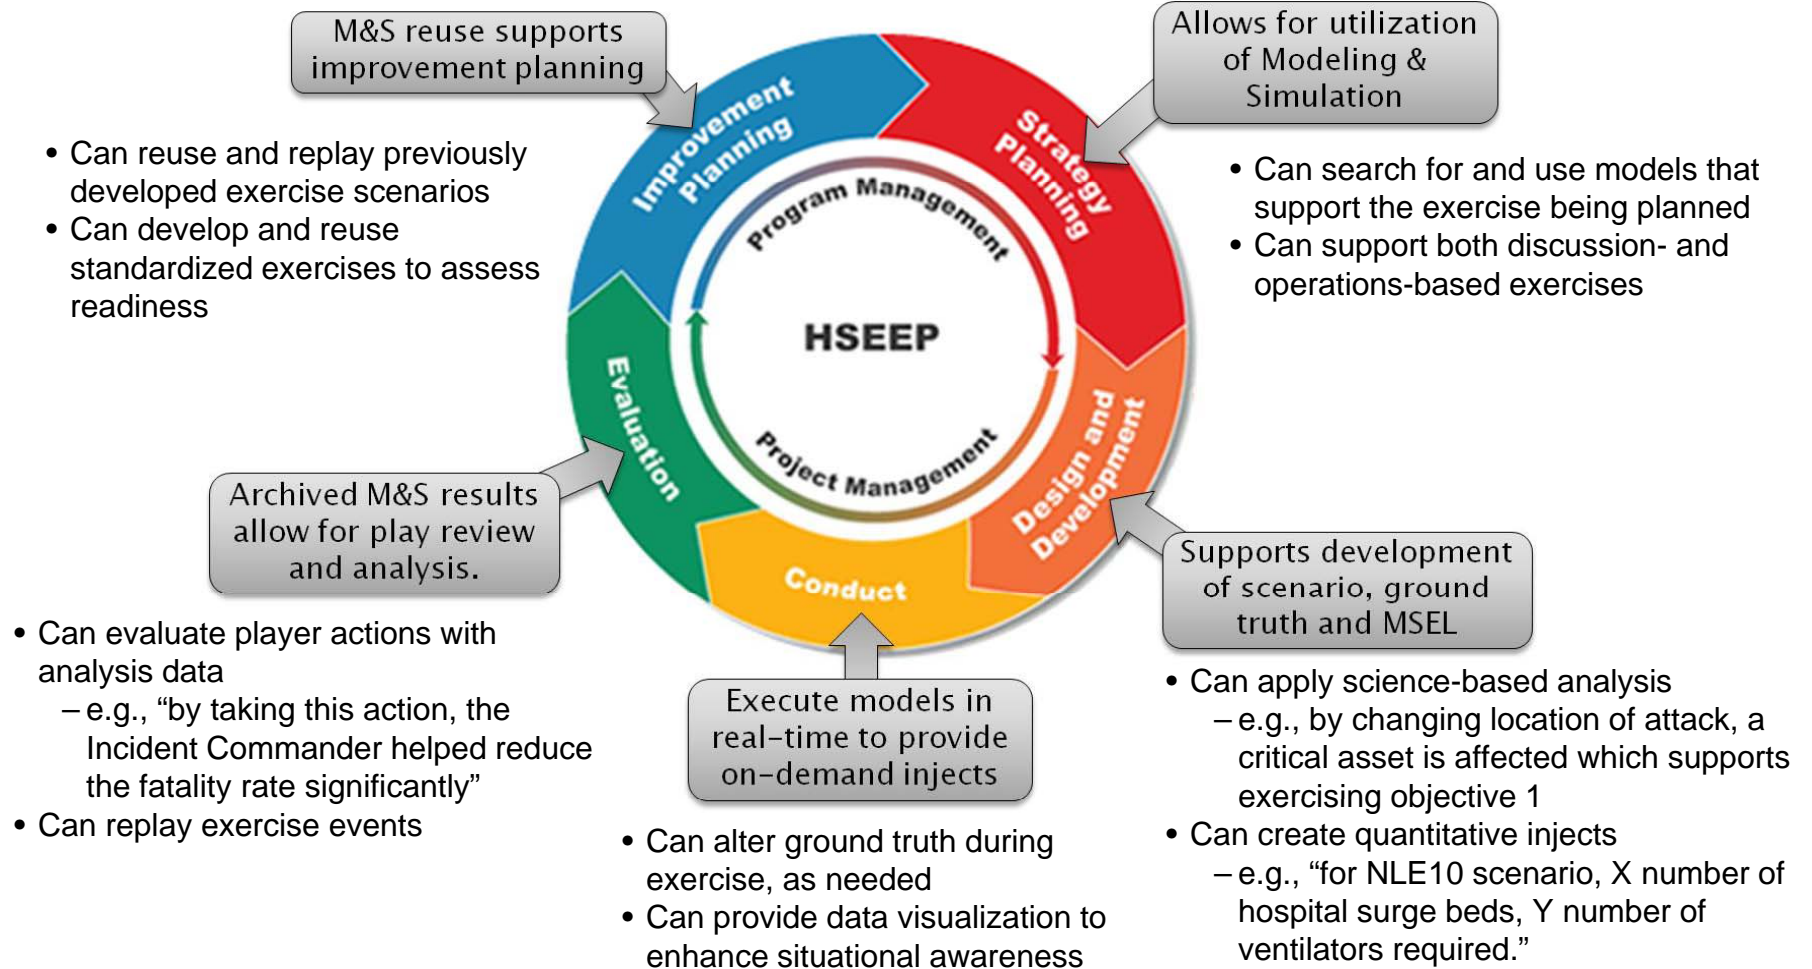 M&S reuse supports
improvement planning
Allows for utilization
of Modeling &
Simulation
• Can reuse and replay previously
developed exercise scenarios
• Can develop and reuse
standardized exercises to assess
readiness
• Can search for and use models that
support the exercise being planned
• Can support both discussion- and
operations-based exercises
Improvement
Planning
Strategy
Planning
Program Management
HSEEP
Project Management
Evaluation
Design and
Development
Conduct
Archived M&S results
allow for play review
and analysis.
Supports development
of scenario, ground
truth and MSEL
• Can evaluate player actions with
analysis data
– e.g., “by taking this action, the
Incident Commander helped reduce
the fatality rate significantly”
• Can replay exercise events
Execute models in
real-time to provide
on-demand injects
• Can alter ground truth during
exercise, as needed
• Can provide data visualization to
enhance situational awareness
• Can apply science-based analysis
– e.g., by changing location of attack, a
critical asset is affected which supports
exercising objective 1
• Can create quantitative injects
– e.g., “for NLE10 scenario, X number of
hospital surge beds, Y number of
ventilators required.”